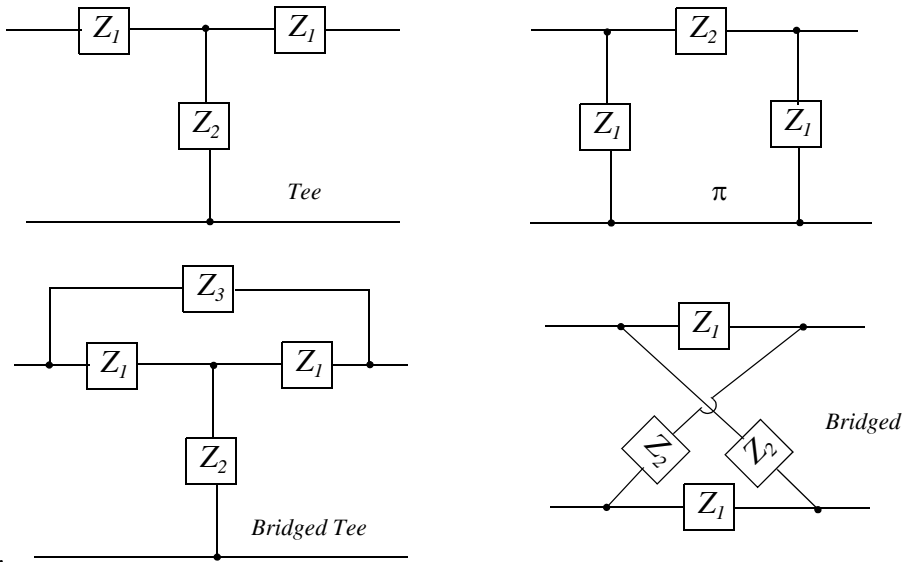 Z1 Z1
Z2
Tee
Z2
Z1 Z1
π
Z3
Z1 Z1
Z2
Bridged Tee
Z1
Z2 Z2
Bridged
Z1